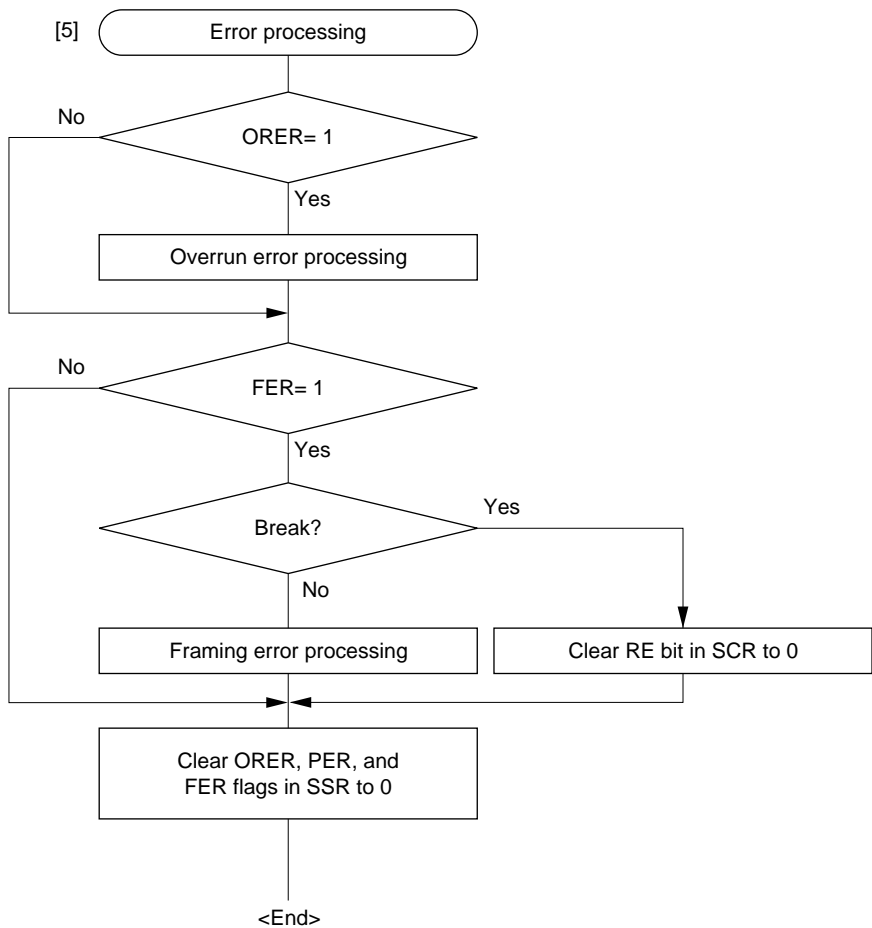 [5] Error processing
No
ORER= 1
Yes
Overrun error processing
No
FER= 1
Yes
Yes
Break?
No
Framing error processing
Clear RE bit in SCR to 0
Clear ORER, PER, and
FER flags in SSR to 0
<End>